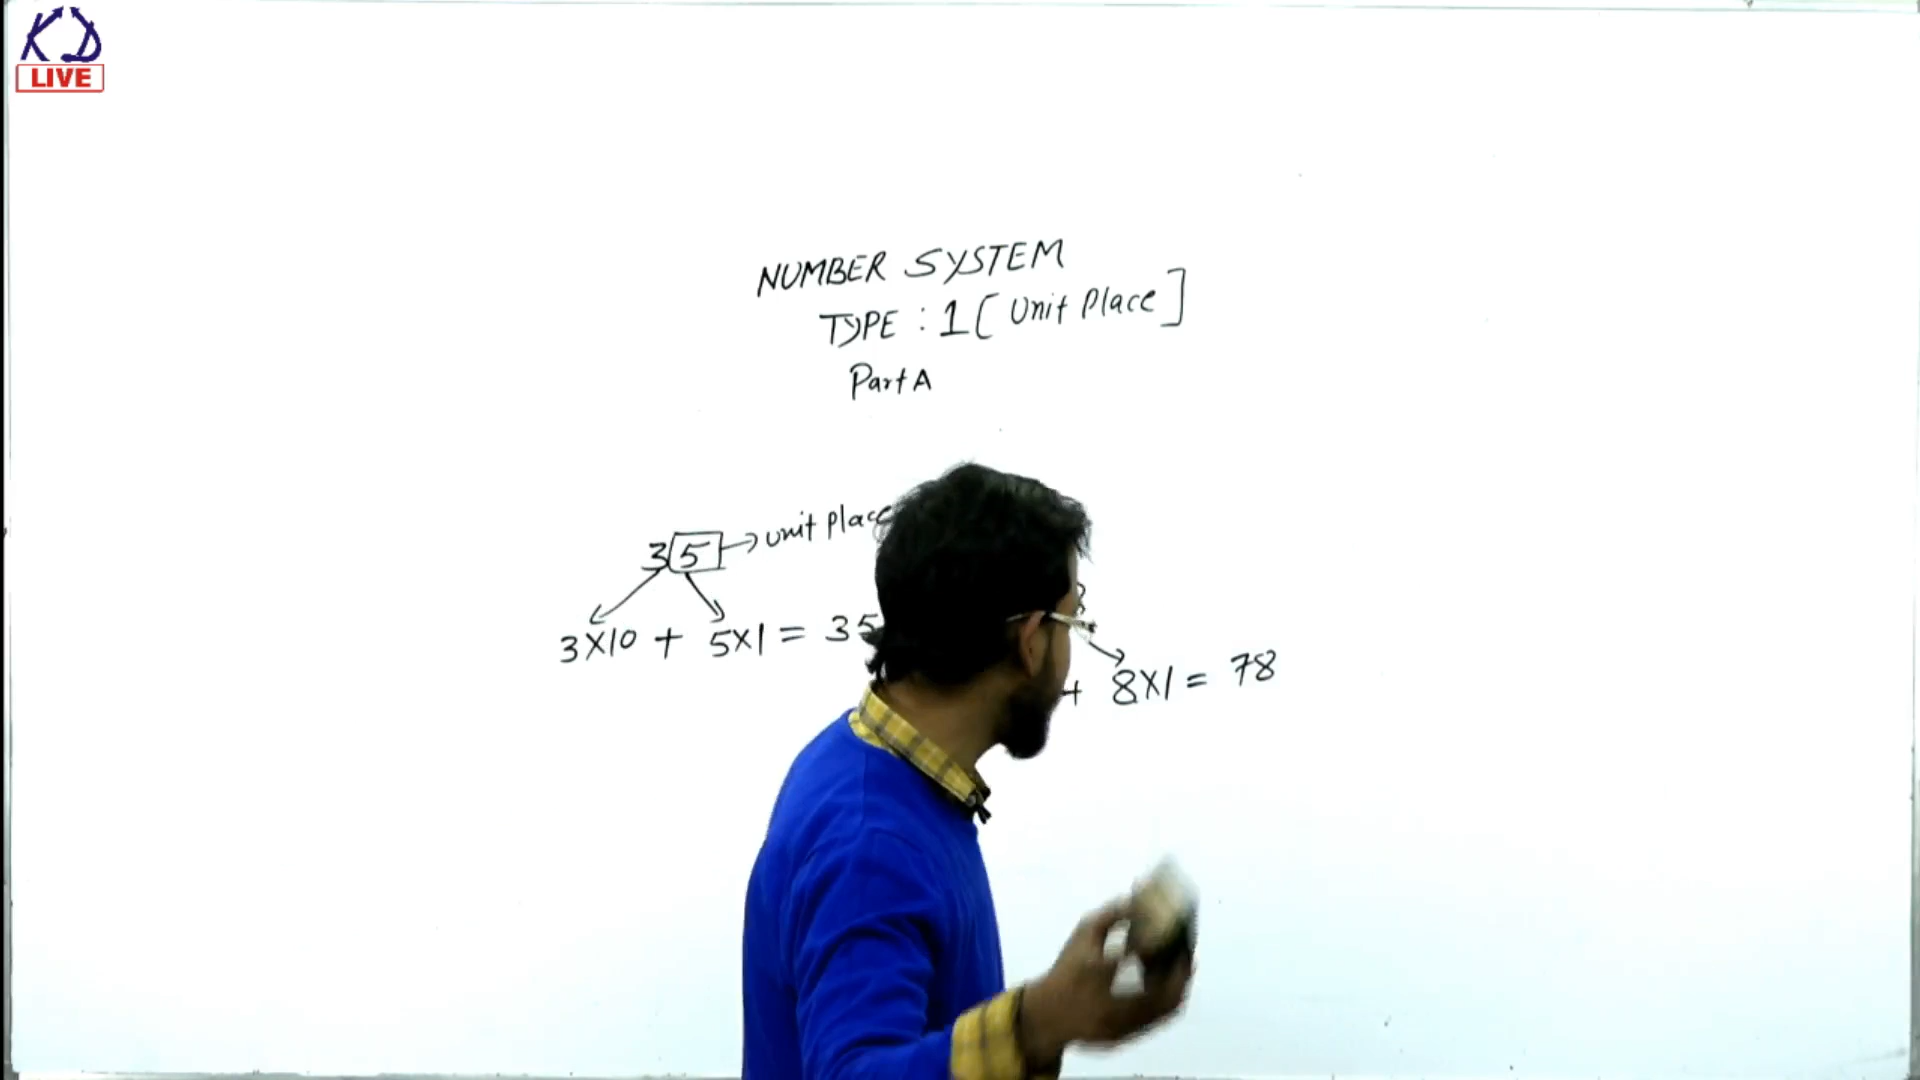 KD
LIVE
NUMBER SYSTEM
TYPE : 1 [Unit Place]
Part A
35 → unit place
3×10 + 5×1 = 35
+ 8×1 = 78